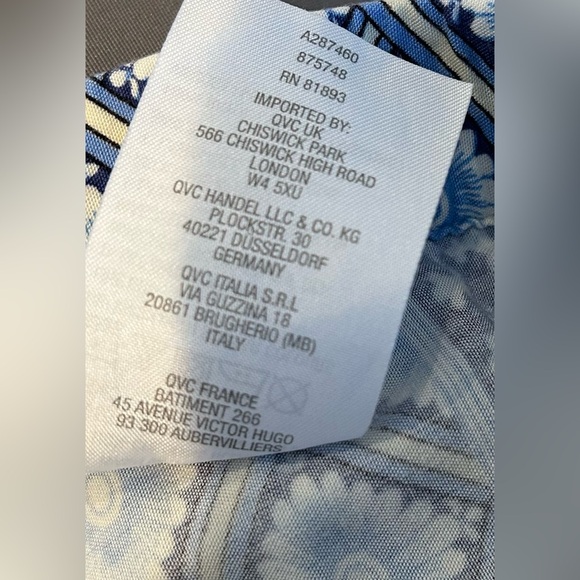 A287460
875748
RN 81893
IMPORTED BY:
QVC UK
CHISWICK PARK
566 CHISWICK HIGH ROAD
LONDON
W4 5XU
QVC HANDEL LLC & CO. KG
PLOCKSTR. 30
40221 DÜSSELDORF
GERMANY
QVC ITALIA S.R.L
VIA GUZZINA 18
20861 BRUGHERIO (MB)
ITALY
QVC FRANCE
BATIMENT 266
45 AVENUE VICTOR HUGO
93 300 AUBERVILLIERS